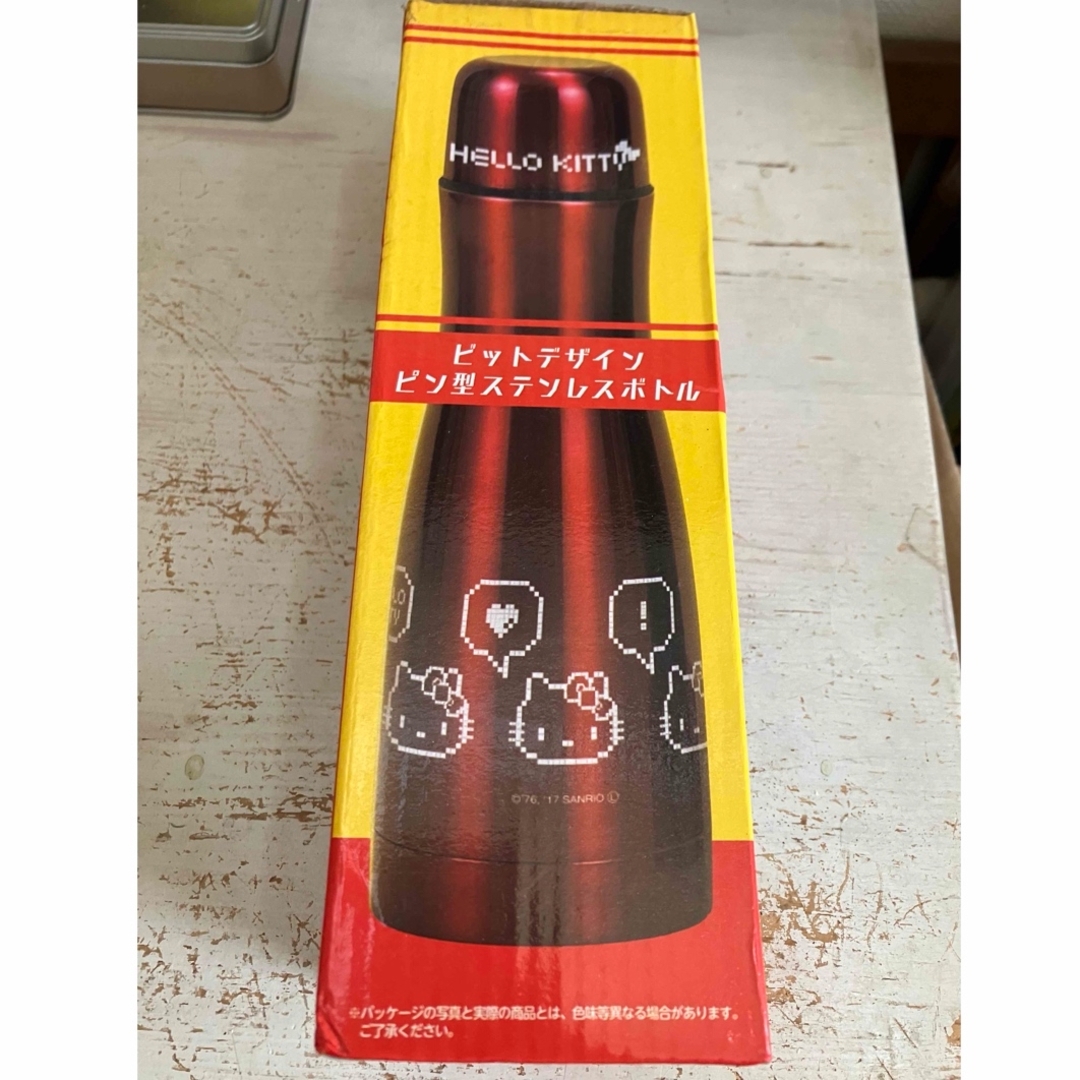 HELLO KITTY
ビットデザイン
ピン型ステンレスボトル
LO
©'76, '17 SANRIO Ⓛ
※パッケージの写真と実際の商品とは、色味等異なる場合があります。
ご了承ください。